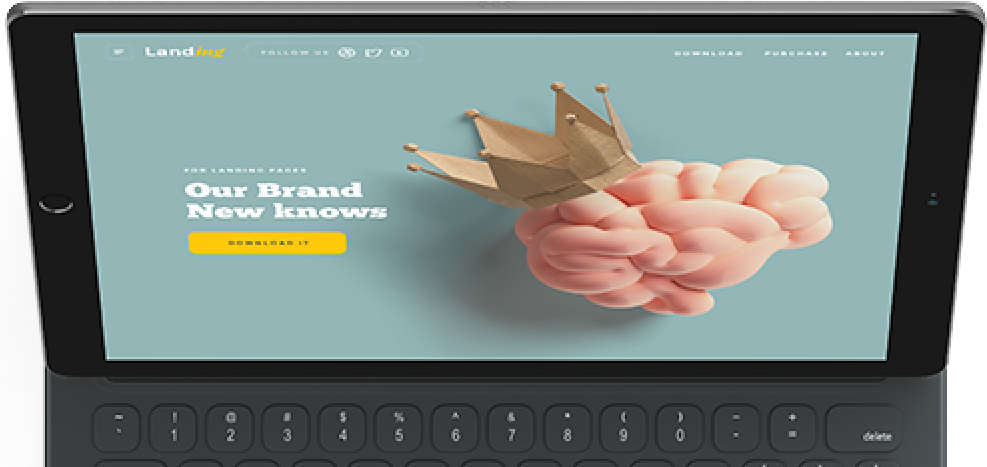 Landing
FOLLOW US
DOWNLOAD PURCHASE ABOUT
FOR LANDING PAGES
Our Brand
New knows
DOWNLOAD IT
~ ! @ # $ % ^ & * ( ) _ +
` 1 2 3 4 5 6 7 8 9 0 - = delete